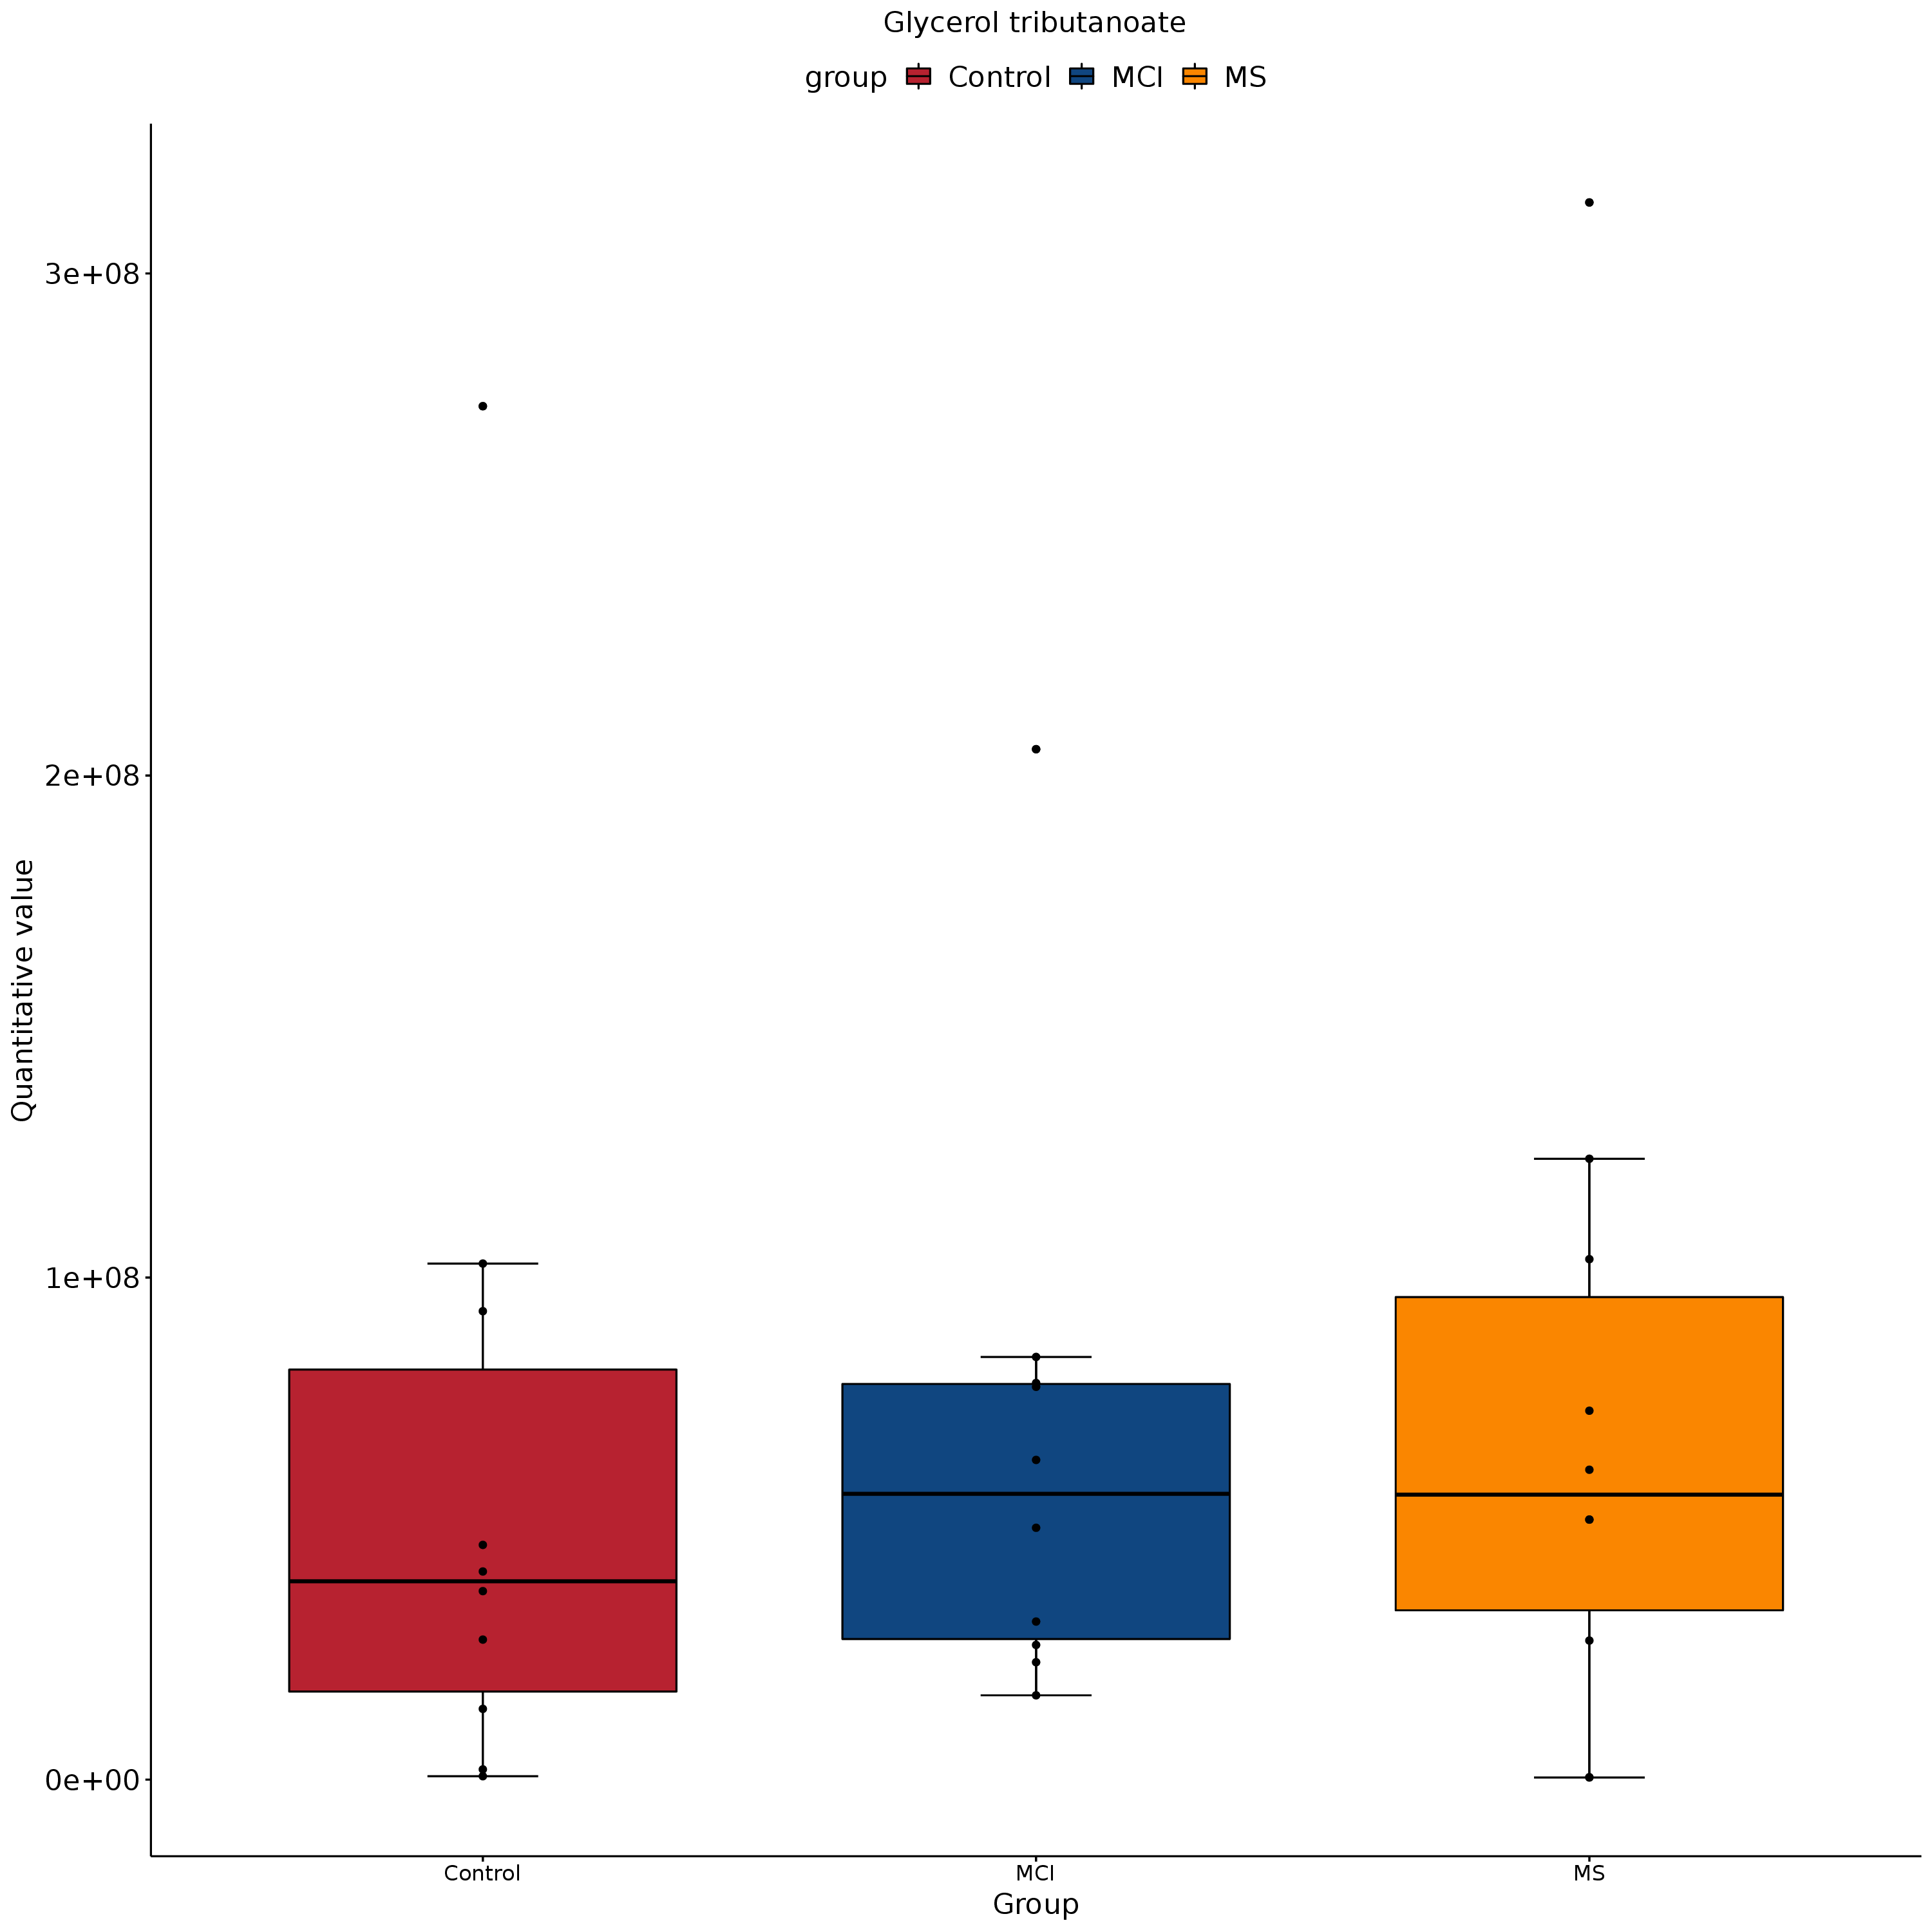 Glycerol tributanoate
group Control MCI MS
Quantitative value
3e+08
2e+08
1e+08
0e+00
Control MCI MS
Group